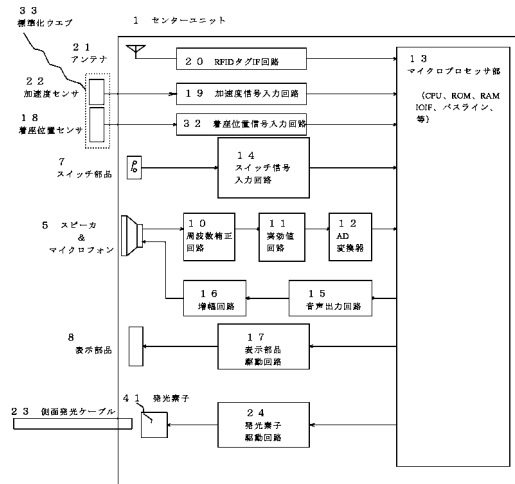 ３３
標準化ウエブ
１ センターユニット
２１
アンテナ
２０ RFIDタグIF回路
１３
マイクロプロセッサ部
（CPU、ROM、RAM
IOIF、バスライン、
等）
２２
加速度センサ
１９ 加速度信号入力回路
１８
着座位置センサ
３２ 着座位置信号入力回路
７
スイッチ部品
１４
スイッチ信号
入力回路
５ スピーカ
＆
マイクロフォン
１０
周波数補正
回路
１１
実効値
回路
１２
AD
変換器
１６
増幅回路
１５
音声出力回路
８
表示部品
１７
表示部品
駆動回路
４１ 発光素子
２３ 側面発光ケーブル
２４
発光素子
駆動回路